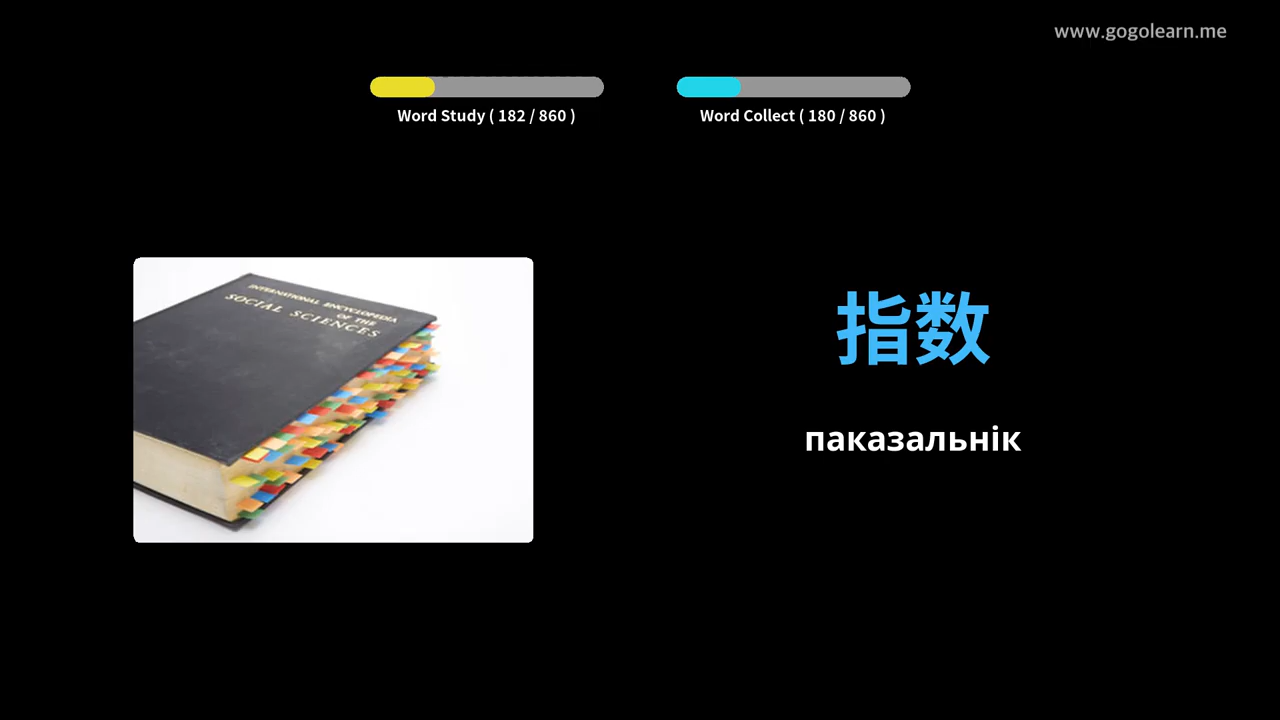 www.gogolearn.me
Word Study ( 182 / 860 )
Word Collect ( 180 / 860 )
INTERNATIONAL ENCYCLOPEDIA
OF THE
SOCIAL SCIENCES
指数
паказальнік